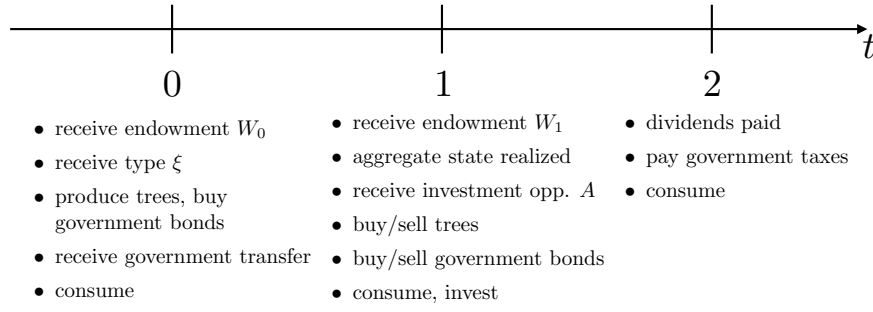 t
0
1
2
• receive endowment W₀
• receive type ξ
• produce trees, buy
government bonds
• receive government transfer
• consume
• receive endowment W₁
• aggregate state realized
• receive investment opp. A
• buy/sell trees
• buy/sell government bonds
• consume, invest
• dividends paid
• pay government taxes
• consume